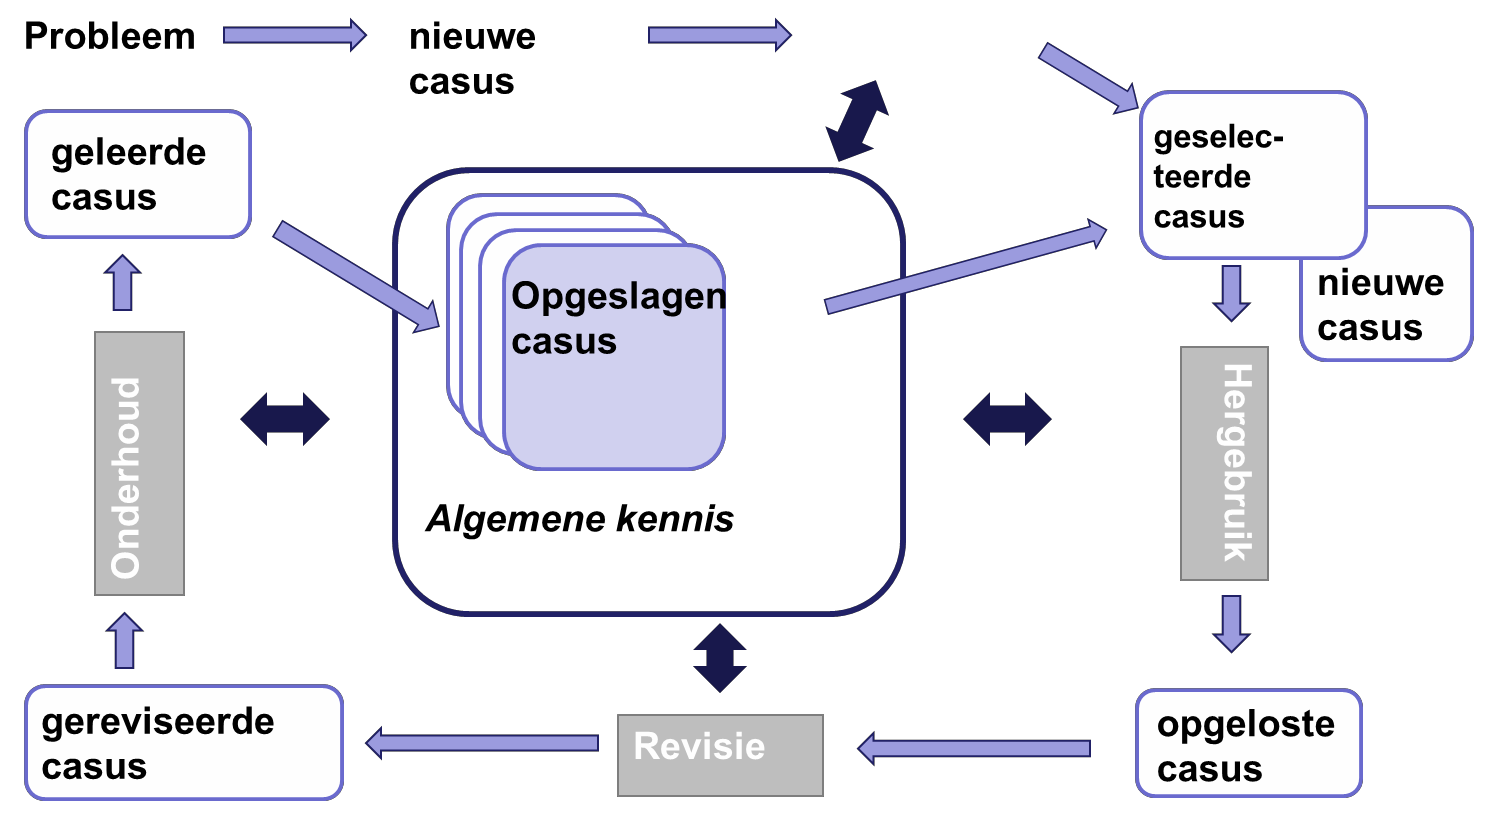 Probleem
nieuwe
casus
geleerde
casus
geselec-
teerde
casus
nieuwe
casus
Opgeslagen
casus
Algemene kennis
Onderhoud
Hergebruik
gereviseerde
casus
Revisie
opgeloste
casus